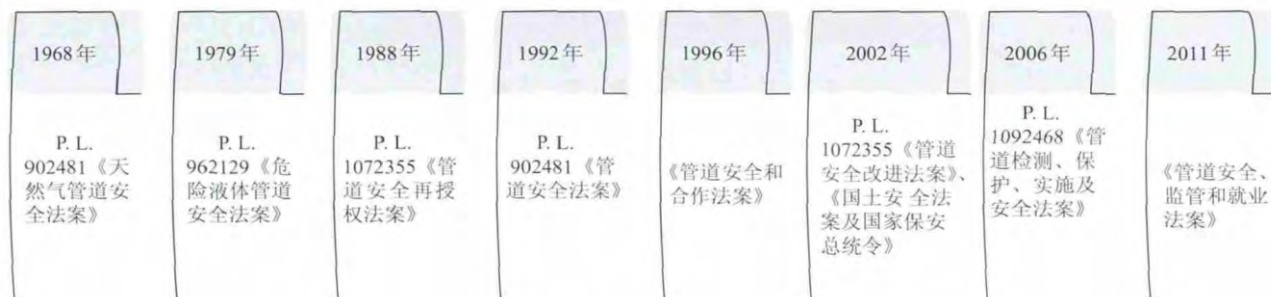 1968年
P. L.
902481《天
然气管道安
全法案》
1979年
P. L.
962129《危
险液体管道
安全法案》
1988年
P. L.
1072355《管
道安全再授
权法案》
1992年
P. L.
902481《管
道安全法案》
1996年
《管道安全和
合作法案》
2002年
P. L.
1072355《管道
安全改进法案》、
《国土安 全法
案及国家保安
总统令》
2006年
P. L.
1092468《管
道检测、保
护、实施及
安全法案》
2011年
《管道安全、
监管和就业
法案》